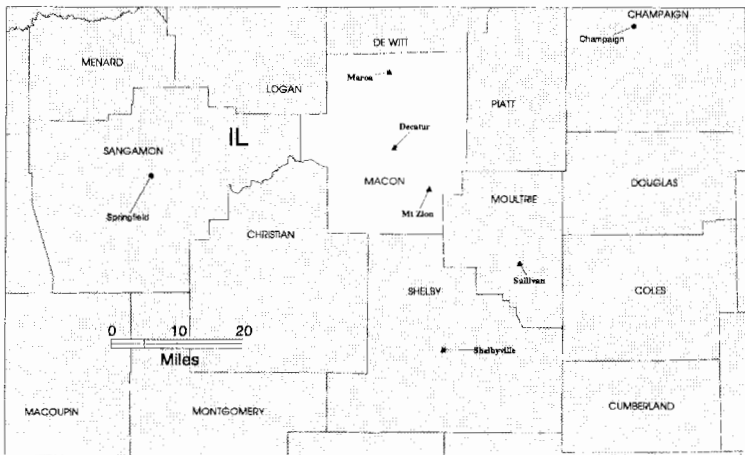 CHAMPAIGN
Champaign
DE WITT
MENARD
Maroa
LOGAN
PIATT
Decatur
IL
SANGAMON
MACON
DOUGLAS
Springfield
Mt Zion
MOULTRIE
CHRISTIAN
Sullivan
SHELBY
COLES
0 10 20
Miles
Shelbyville
MACOUPIN
MONTGOMERY
CUMBERLAND